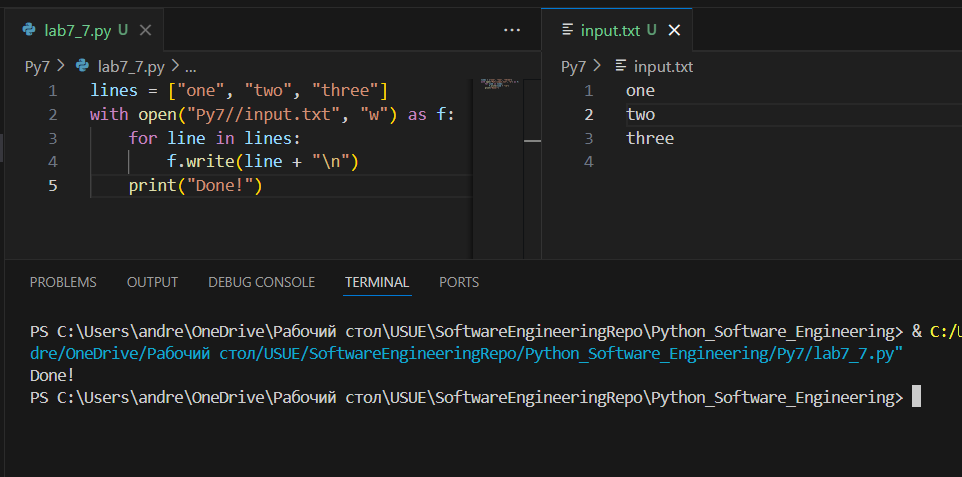 lab7_7.py U
Py7 > lab7_7.py > ...
1 lines = ["one", "two", "three"]
2 with open("Py7//input.txt", "w") as f:
3 for line in lines:
4 f.write(line + "\n")
5 print("Done!")
input.txt U
Py7 > input.txt
1 one
2 two
3 three
4
PROBLEMS OUTPUT DEBUG CONSOLE TERMINAL PORTS
PS C:\Users\andre\OneDrive\Рабочий стол\USUE\SoftwareEngineeringRepo\Python_Software_Engineering> & C:/U
dre/OneDrive/Рабочий стол/USUE/SoftwareEngineeringRepo/Python_Software_Engineering/Py7/lab7_7.py"
Done!
PS C:\Users\andre\OneDrive\Рабочий стол\USUE\SoftwareEngineeringRepo\Python_Software_Engineering>